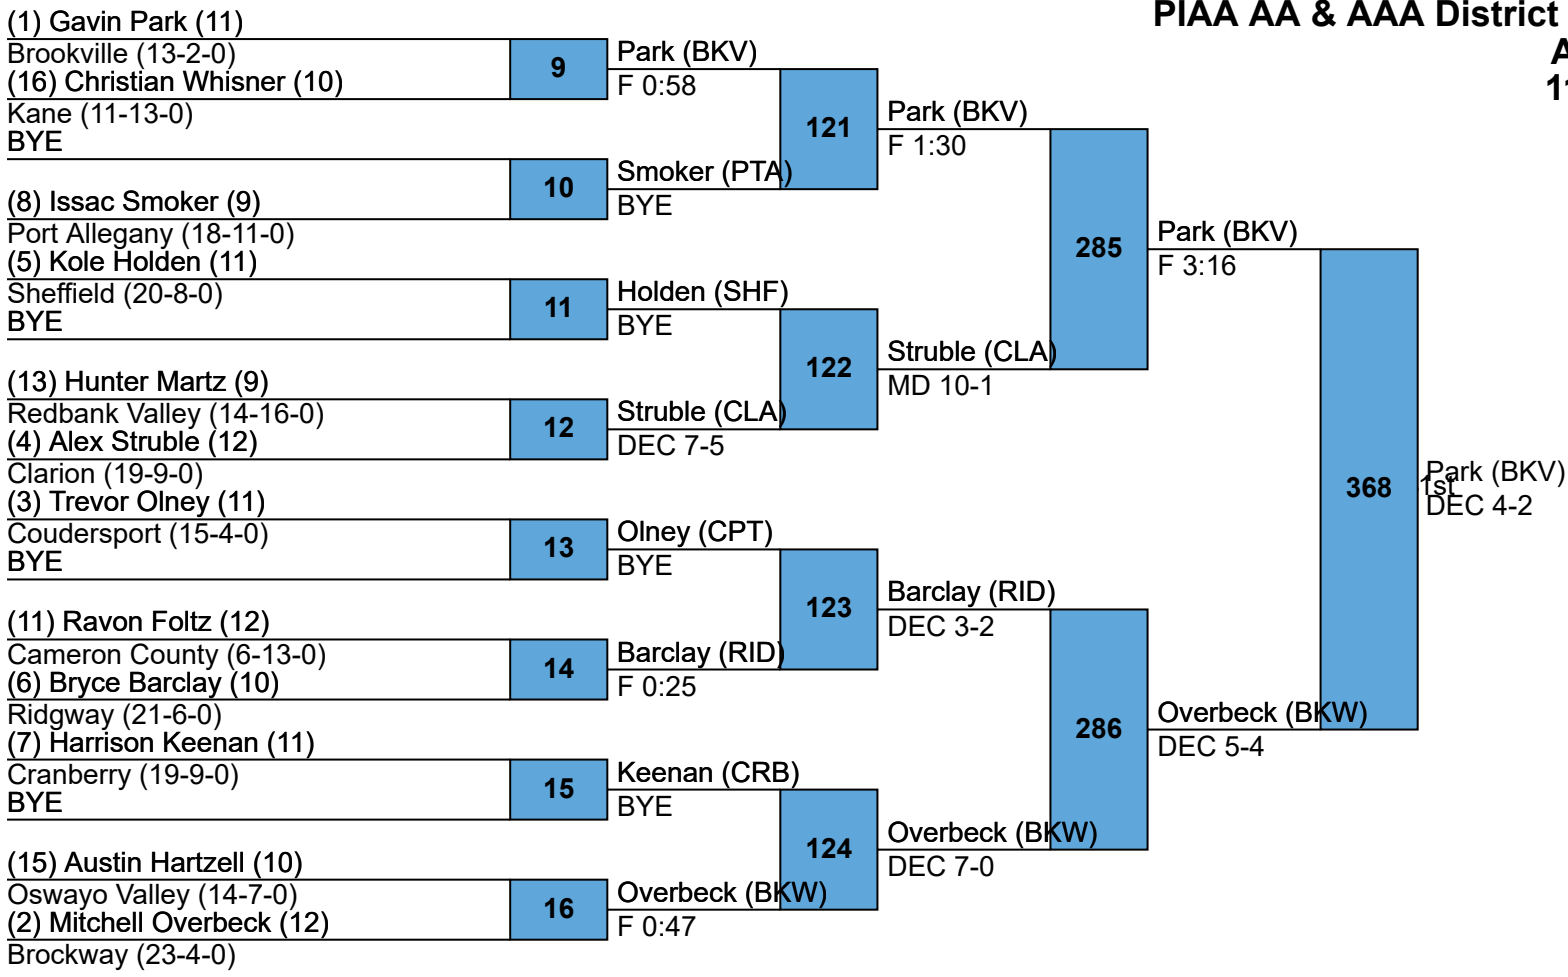 PIAA AA & AAA District
(1) Gavin Park (11)
Brookville (13-2-0)
(16) Christian Whisner (10)
Kane (11-13-0)
BYE
(8) Issac Smoker (9)
Port Allegany (18-11-0)
(5) Kole Holden (11)
Sheffield (20-8-0)
BYE
(13) Hunter Martz (9)
Redbank Valley (14-16-0)
(4) Alex Struble (12)
Clarion (19-9-0)
(3) Trevor Olney (11)
Coudersport (15-4-0)
BYE
(11) Ravon Foltz (12)
Cameron County (6-13-0)
(6) Bryce Barclay (10)
Ridgway (21-6-0)
(7) Harrison Keenan (11)
Cranberry (19-9-0)
BYE
(15) Austin Hartzell (10)
Oswayo Valley (14-7-0)
(2) Mitchell Overbeck (12)
Brockway (23-4-0)
9
10
11
12
13
14
15
16
Park (BKV)
F 0:58
Smoker (PTA)
BYE
Holden (SHF)
BYE
Struble (CLA)
DEC 7-5
Olney (CPT)
BYE
Barclay (RID)
F 0:25
Keenan (CRB)
BYE
Overbeck (BKW)
F 0:47
121
122
123
124
Park (BKV)
F 1:30
Struble (CLA)
MD 10-1
Barclay (RID)
DEC 3-2
Overbeck (BKW)
DEC 7-0
285
286
Park (BKV)
F 3:16
Overbeck (BKW)
DEC 5-4
368
1st
Park (BKV)
DEC 4-2